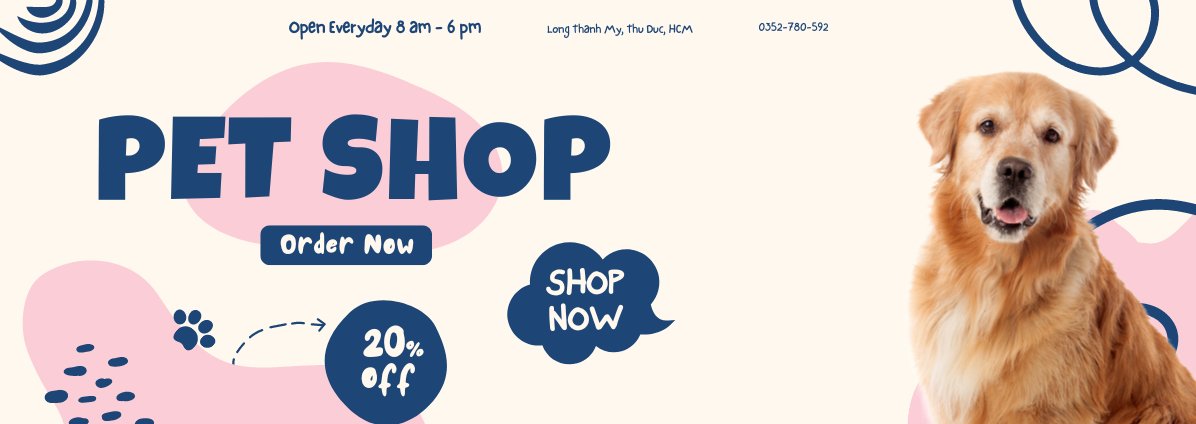 Open Everyday 8 am - 6 pm
Long Thanh My, Thu Duc, HCM
0352-780-592
PET SHOP
Order Now
SHOP
NOW
20%
off